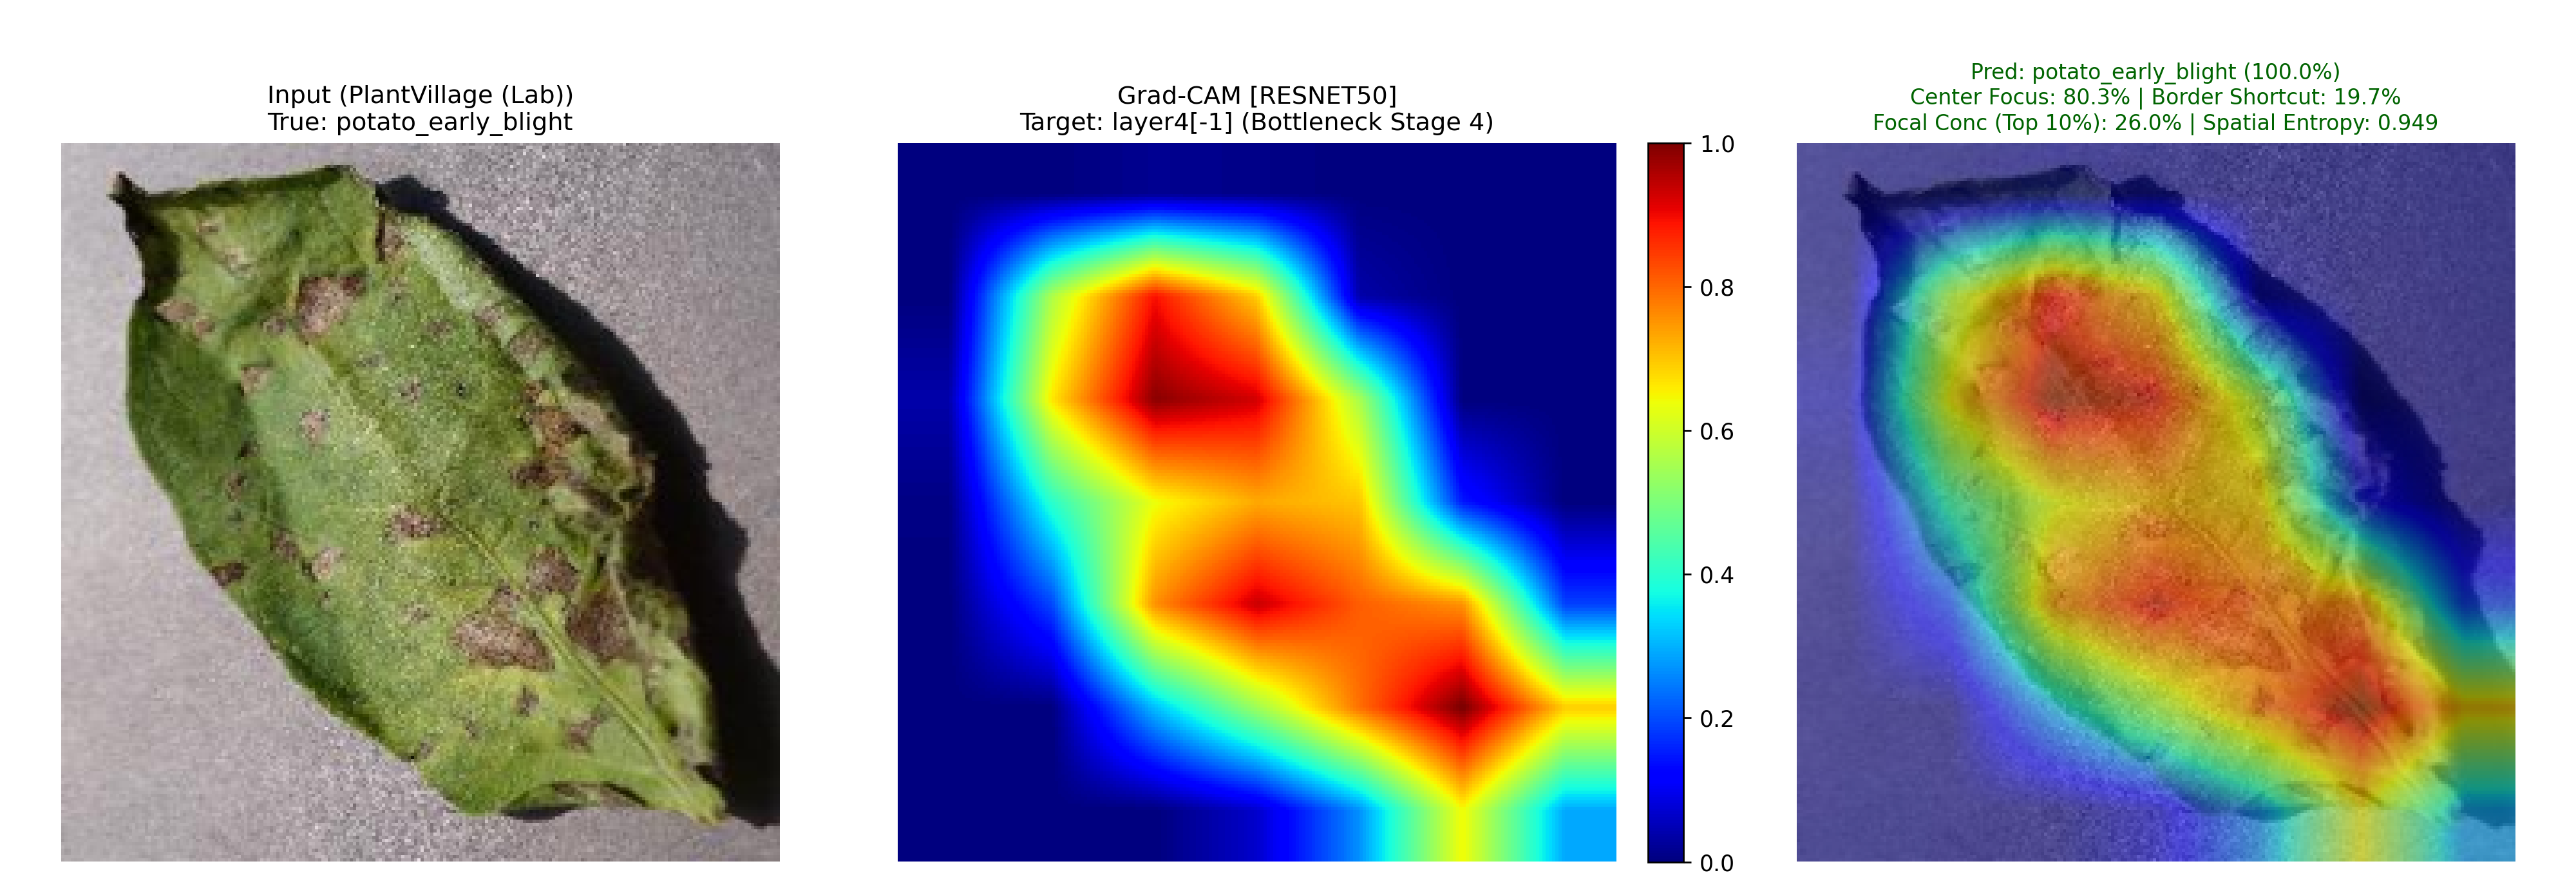 Input (PlantVillage (Lab))
True: potato_early_blight
Grad-CAM [RESNET50]
Target: layer4[-1] (Bottleneck Stage 4)
1.0
0.8
0.6
0.4
0.2
0.0
Pred: potato_early_blight (100.0%)
Center Focus: 80.3% | Border Shortcut: 19.7%
Focal Conc (Top 10%): 26.0% | Spatial Entropy: 0.949